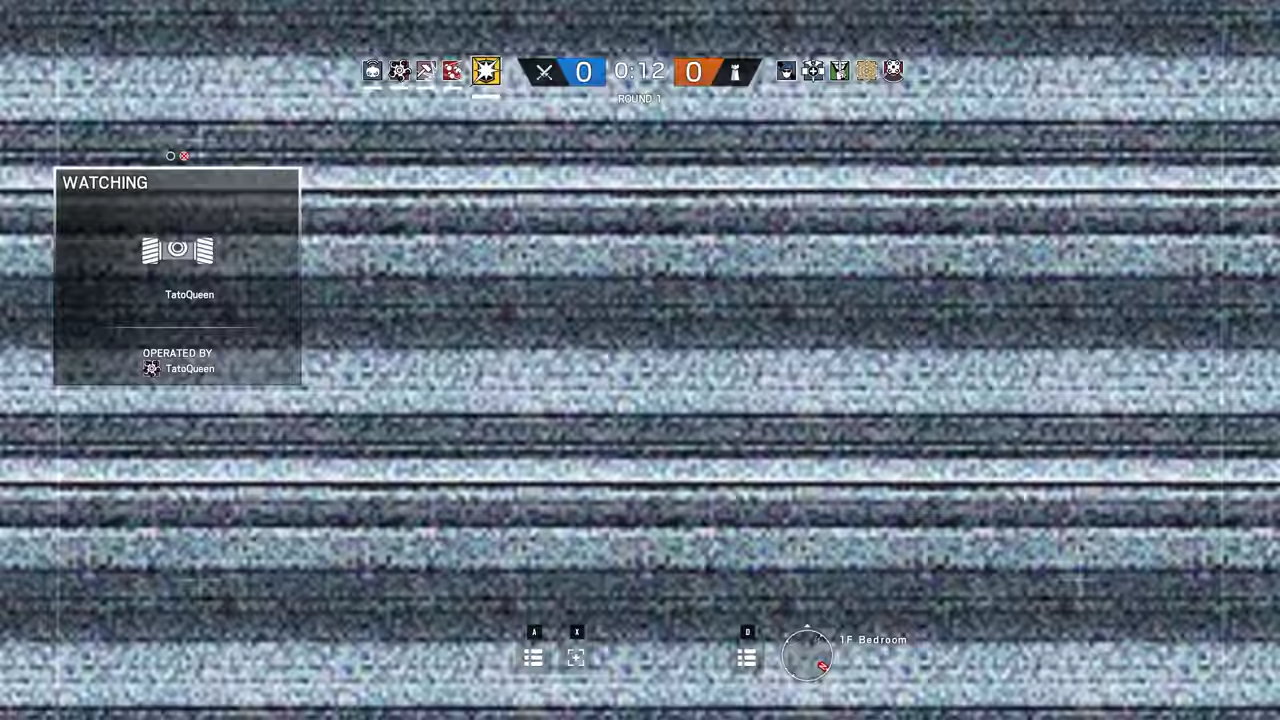 0 0:12 0
ROUND 1
WATCHING
TatoQueen
OPERATED BY
TatoQueen
A X D
1F Bedroom